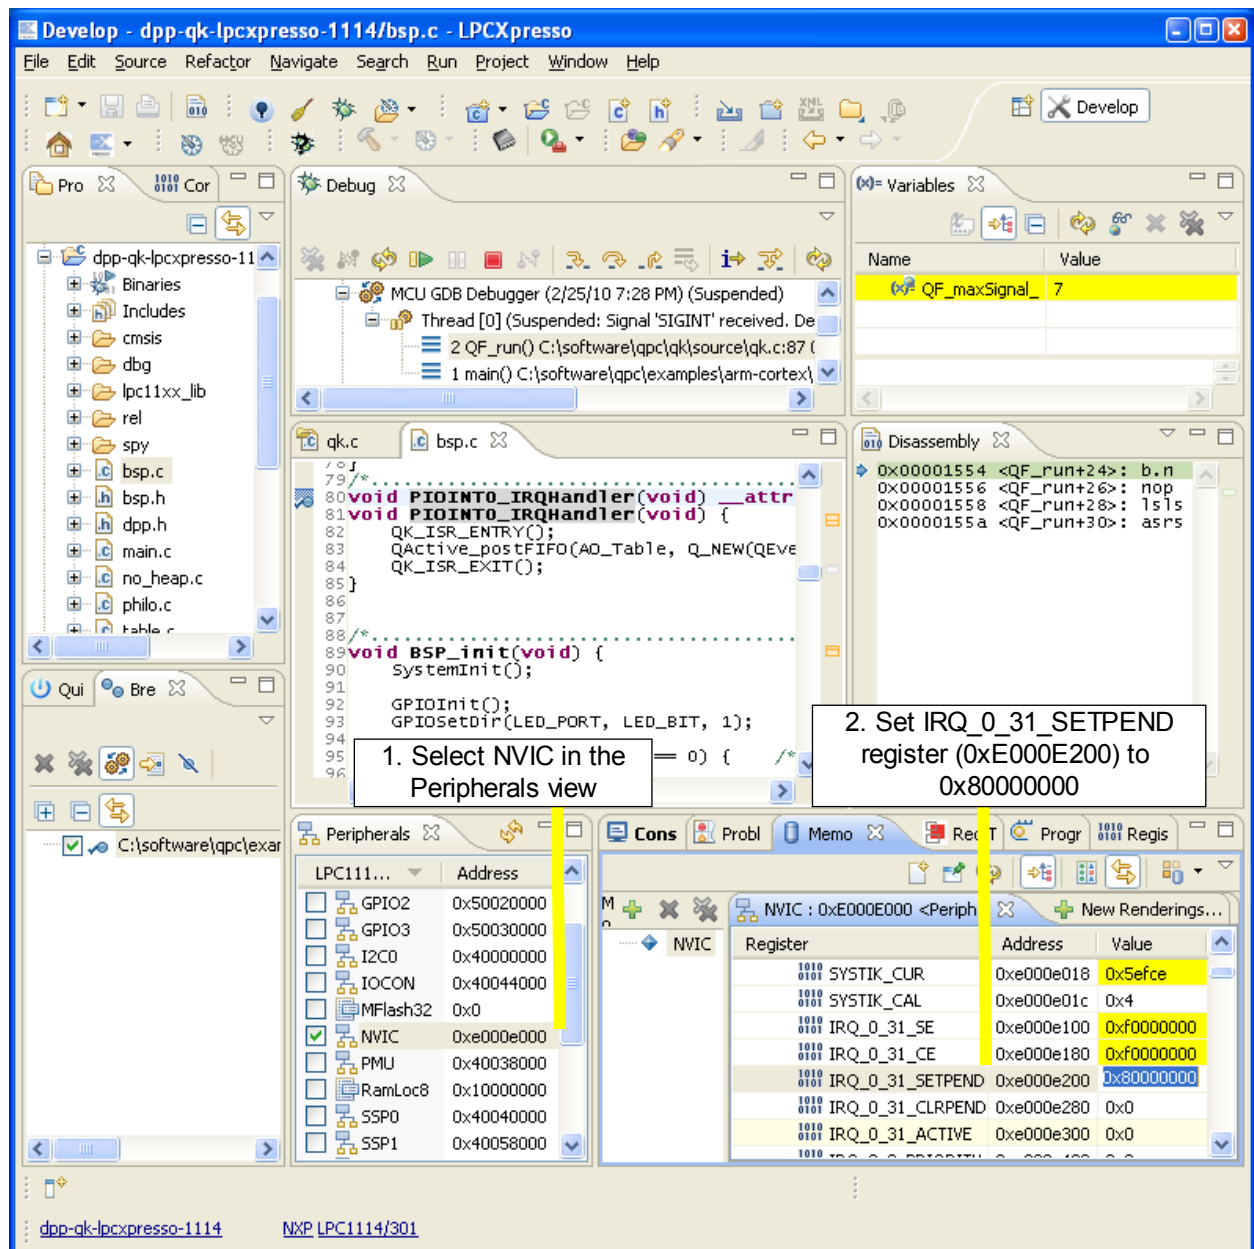 Develop - dpp-qk-lpcxpresso-1114/bsp.c - LPCXpresso
File Edit Source Refactor Navigate Search Run Project Window Help
Develop
Pro
Cor
dpp-qk-lpcxpresso-11
Binaries
Includes
cmsis
dbg
lpc11xx_lib
rel
spy
bsp.c
bsp.h
dpp.h
main.c
no_heap.c
philo.c
table.c
Debug
MCU GDB Debugger (2/25/10 7:28 PM) (Suspended)
Thread [0] (Suspended: Signal 'SIGINT' received. De
2 QF_run() C:\software\qpc\qk\source\qk.c:87 (
1 main() C:\software\qpc\examples\arm-cortex\
(x)= Variables
Name Value
QF_maxSignal_ 7
qk.c bsp.c
78 }
79 /*..........................................
80 void PIOINT0_IRQHandler(void) __attr
81 void PIOINT0_IRQHandler(void) {
82 QK_ISR_ENTRY();
83 QActive_postFIFO(AO_Table, Q_NEW(QEve
84 QK_ISR_EXIT();
85 }
86
87
88 /*..........................................
89 void BSP_init(void) {
90 SystemInit();
91
92 GPIOInit();
93 GPIOSetDir(LED_PORT, LED_BIT, 1);
94
95 == 0) { /*
96
Disassembly
0x00001554 <QF_run+24>: b.n
0x00001556 <QF_run+26>: nop
0x00001558 <QF_run+28>: lsls
0x0000155a <QF_run+30>: asrs
1. Select NVIC in the
Peripherals view
2. Set IRQ_0_31_SETPEND
register (0xE000E200) to
0x80000000
Qui
Bre
C:\software\qpc\exar
Peripherals
LPC111... Address
GPIO2 0x50020000
GPIO3 0x50030000
I2C0 0x40000000
IOCON 0x40044000
MFlash32 0x0
NVIC 0xe000e000
PMU 0x40038000
RamLoc8 0x10000000
SSP0 0x40040000
SSP1 0x40058000
Cons Probl Memo Red T Progr Regis
M
NVIC
NVIC : 0xE000E000 <Periph
New Renderings...
Register Address Value
SYSTIK_CUR 0xe000e018 0x5efce
SYSTIK_CAL 0xe000e01c 0x4
IRQ_0_31_SE 0xe000e100 0xf0000000
IRQ_0_31_CE 0xe000e180 0xf0000000
IRQ_0_31_SETPEND 0xe000e200 0x80000000
IRQ_0_31_CLRPEND 0xe000e280 0x0
IRQ_0_31_ACTIVE 0xe000e300 0x0
dpp-qk-lpcxpresso-1114 NXP LPC1114/301